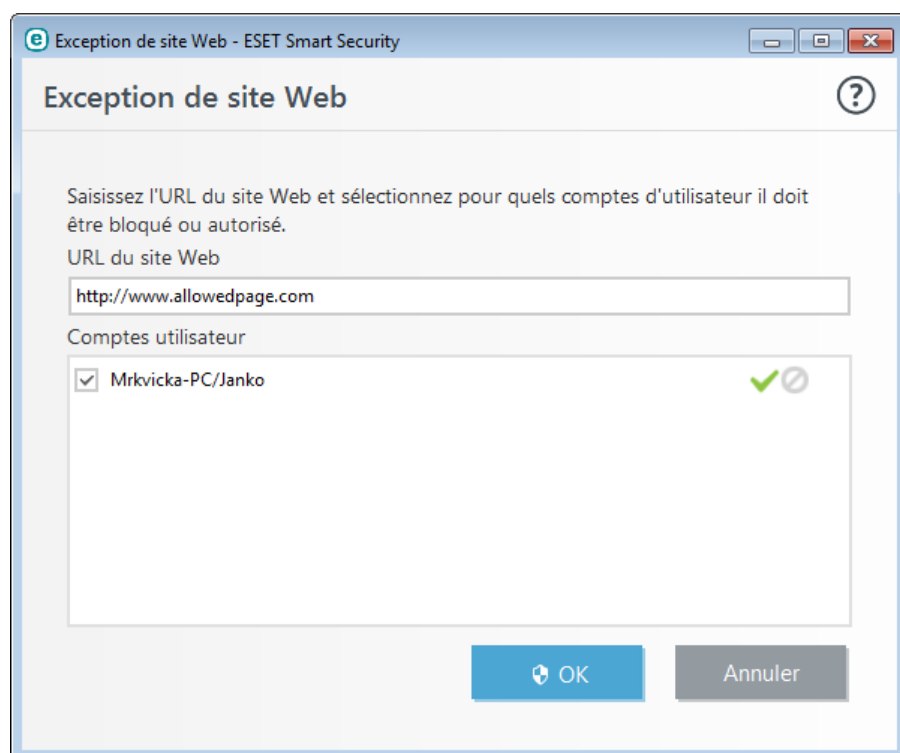 Exception de site Web - ESET Smart Security
Exception de site Web
Saisissez l'URL du site Web et sélectionnez pour quels comptes d'utilisateur il doit
être bloqué ou autorisé.
URL du site Web
http://www.allowedpage.com
Comptes utilisateur
Mrkvicka-PC/Janko
OK
Annuler